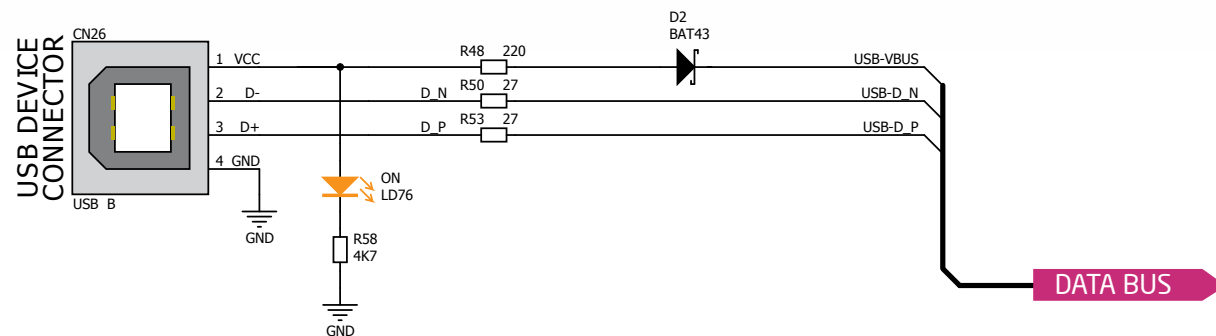 USB DEVICE
CONNECTOR
CN26
USB B
1 VCC
2 D-
3 D+
4 GND
GND
D_N
D_P
R48 220
R50 27
R53 27
D2
BAT43
USB-VBUS
USB-D_N
USB-D_P
ON
LD76
R58
4K7
GND
DATA BUS